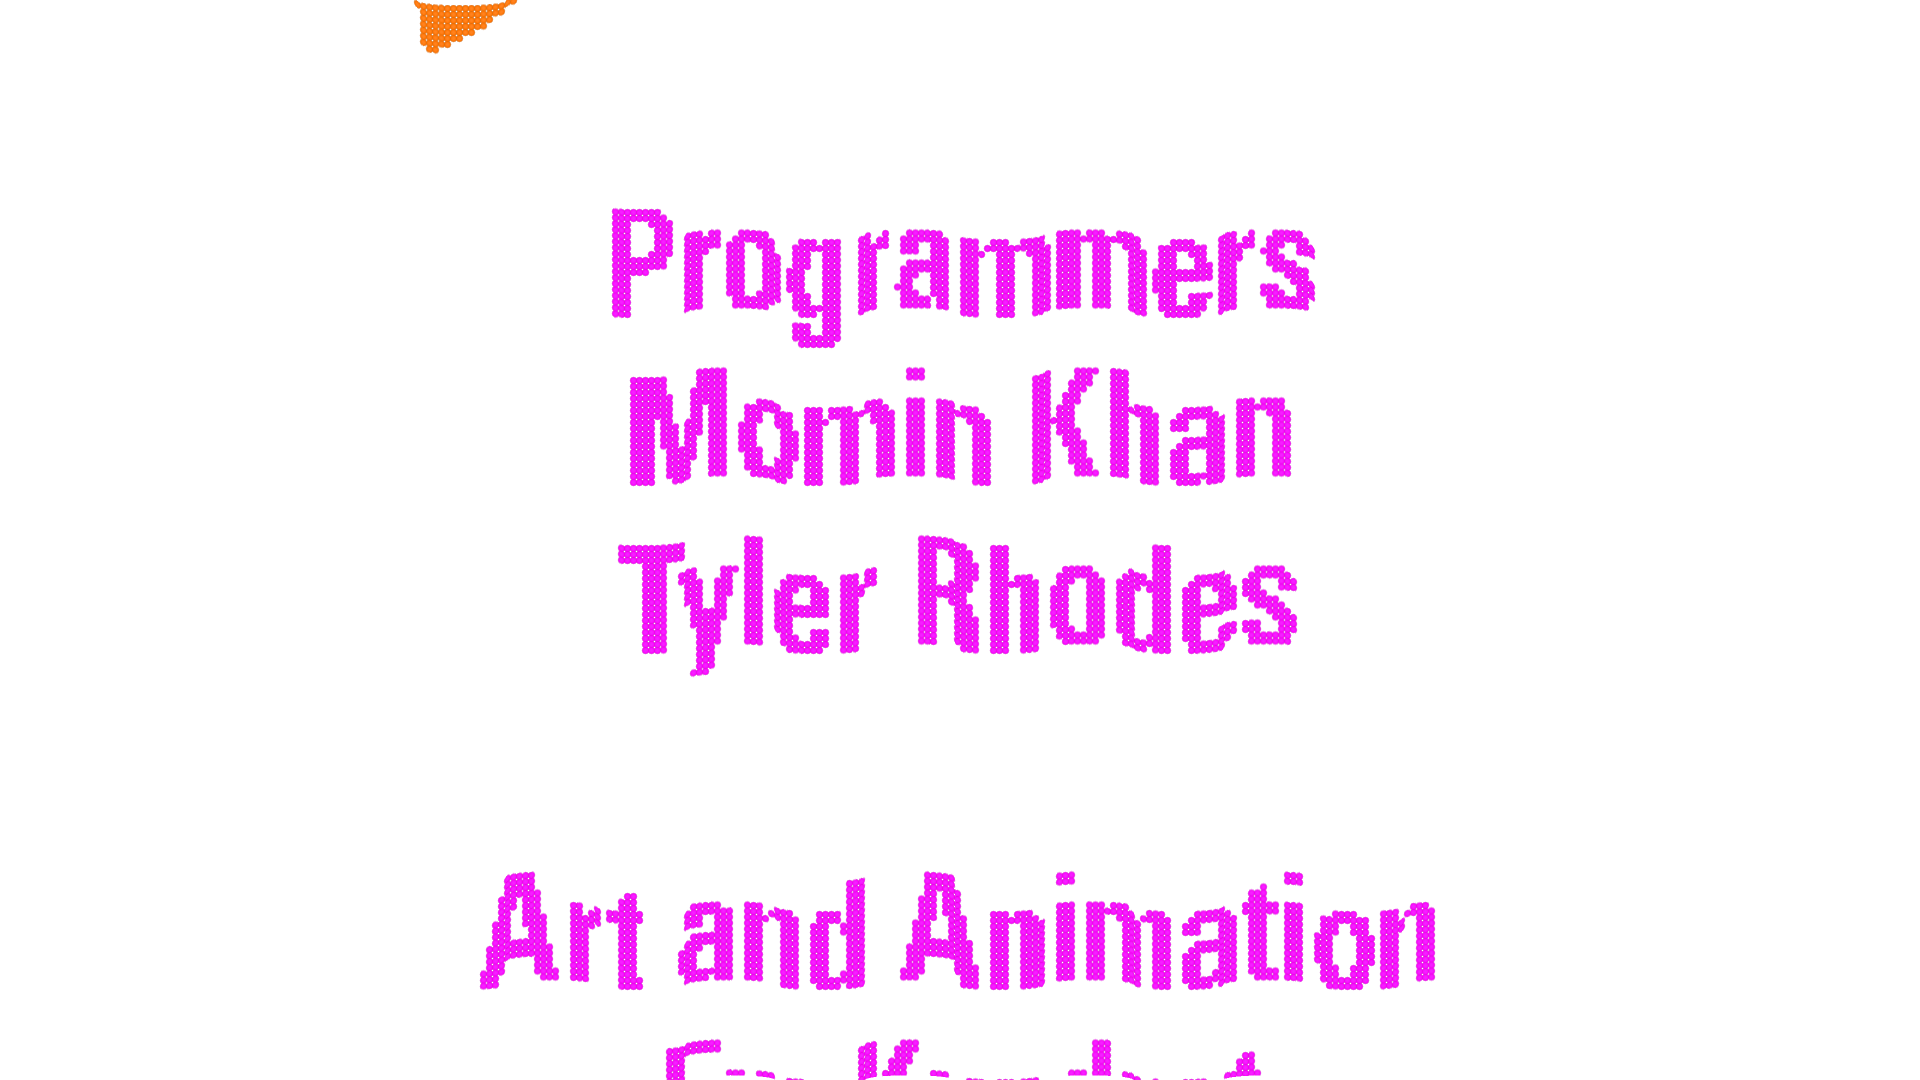 Programmers
Momin Khan
Tyler Rhodes
Art and Animation